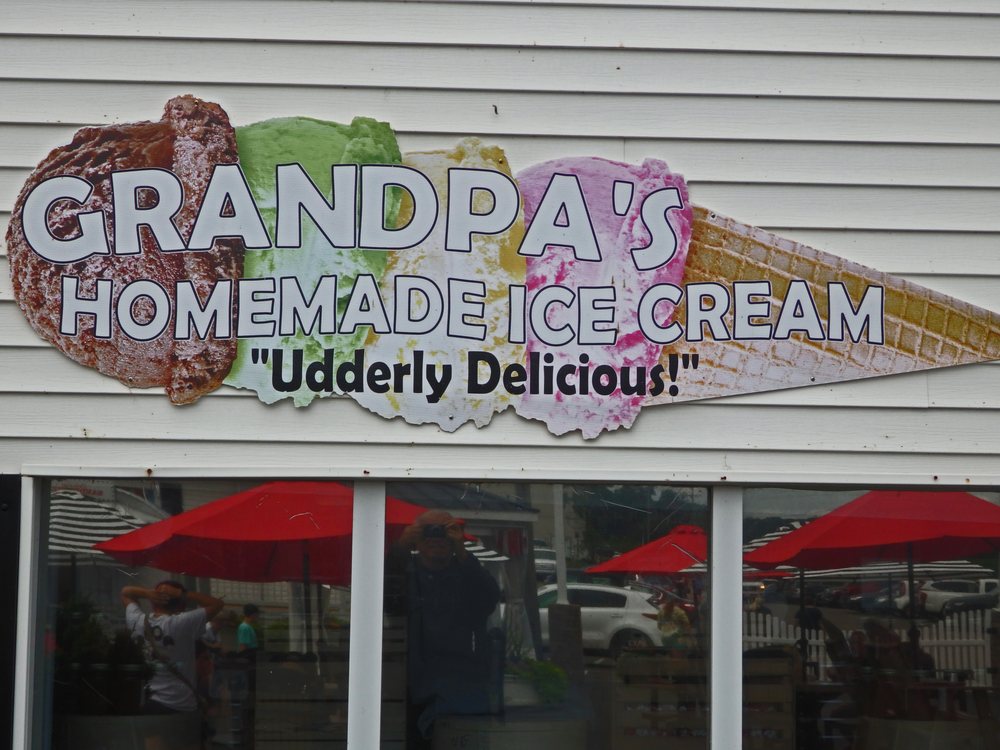 GRANDPA'S
HOMEMADE ICE CREAM
"Udderly Delicious!"